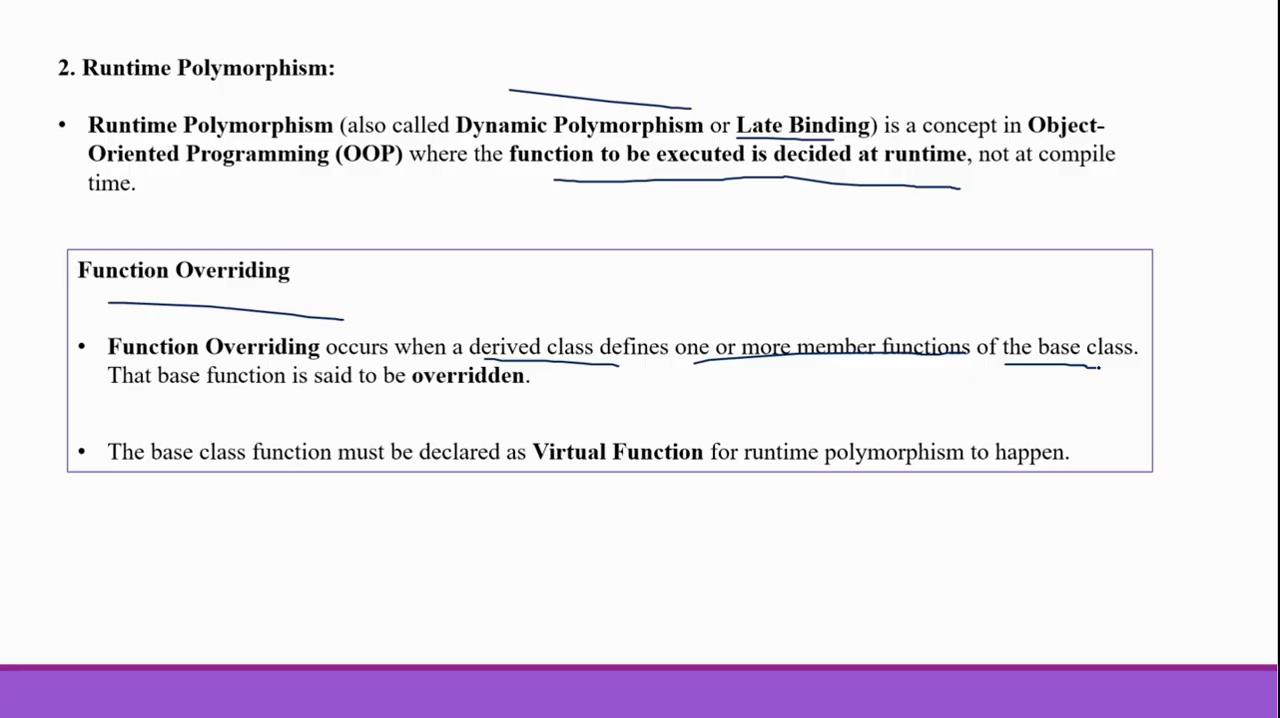 2. Runtime Polymorphism:
• Runtime Polymorphism (also called Dynamic Polymorphism or Late Binding) is a concept in Object-
Oriented Programming (OOP) where the function to be executed is decided at runtime, not at compile
time.
Function Overriding
• Function Overriding occurs when a derived class defines one or more member functions of the base class.
That base function is said to be overridden.
• The base class function must be declared as Virtual Function for runtime polymorphism to happen.